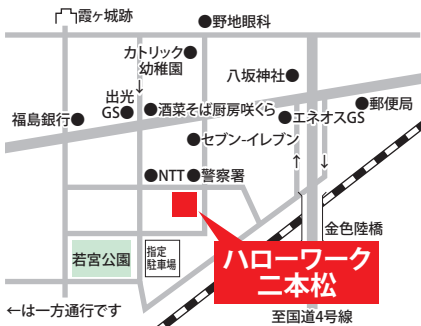 霞ヶ城跡
●野地眼科
カトリック●
幼稚園
↓
八坂神社●
出光
GS●
●酒菜そば厨房咲くら
●郵便局
●エネオスGS
福島銀行●
●セブン-イレブン
↑ ↓
●NTT ●警察署
金色陸橋
若宮公園
指定
駐車場
ハローワーク
二本松
←は一方通行です
至国道4号線